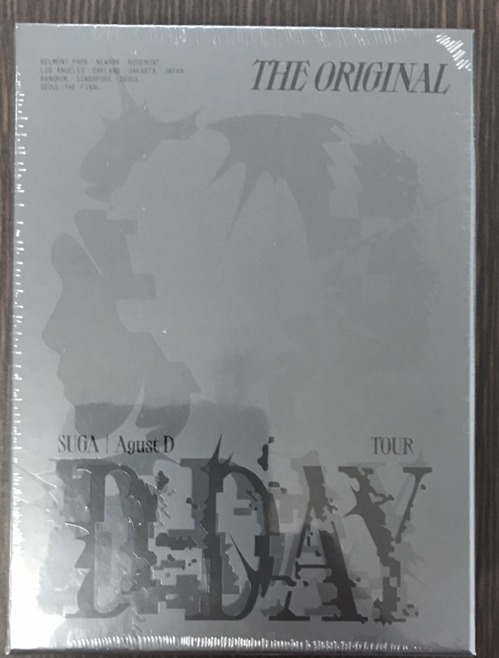 BELMONT PARK NEWARK ROSEMONT
LOS ANGELES OAKLAND JAKARTA JAPAN
BANGKOK SINGAPORE SEOUL
SEOUL THE FINAL
THE ORIGINAL
SUGA | Agust D
TOUR
D-DAY